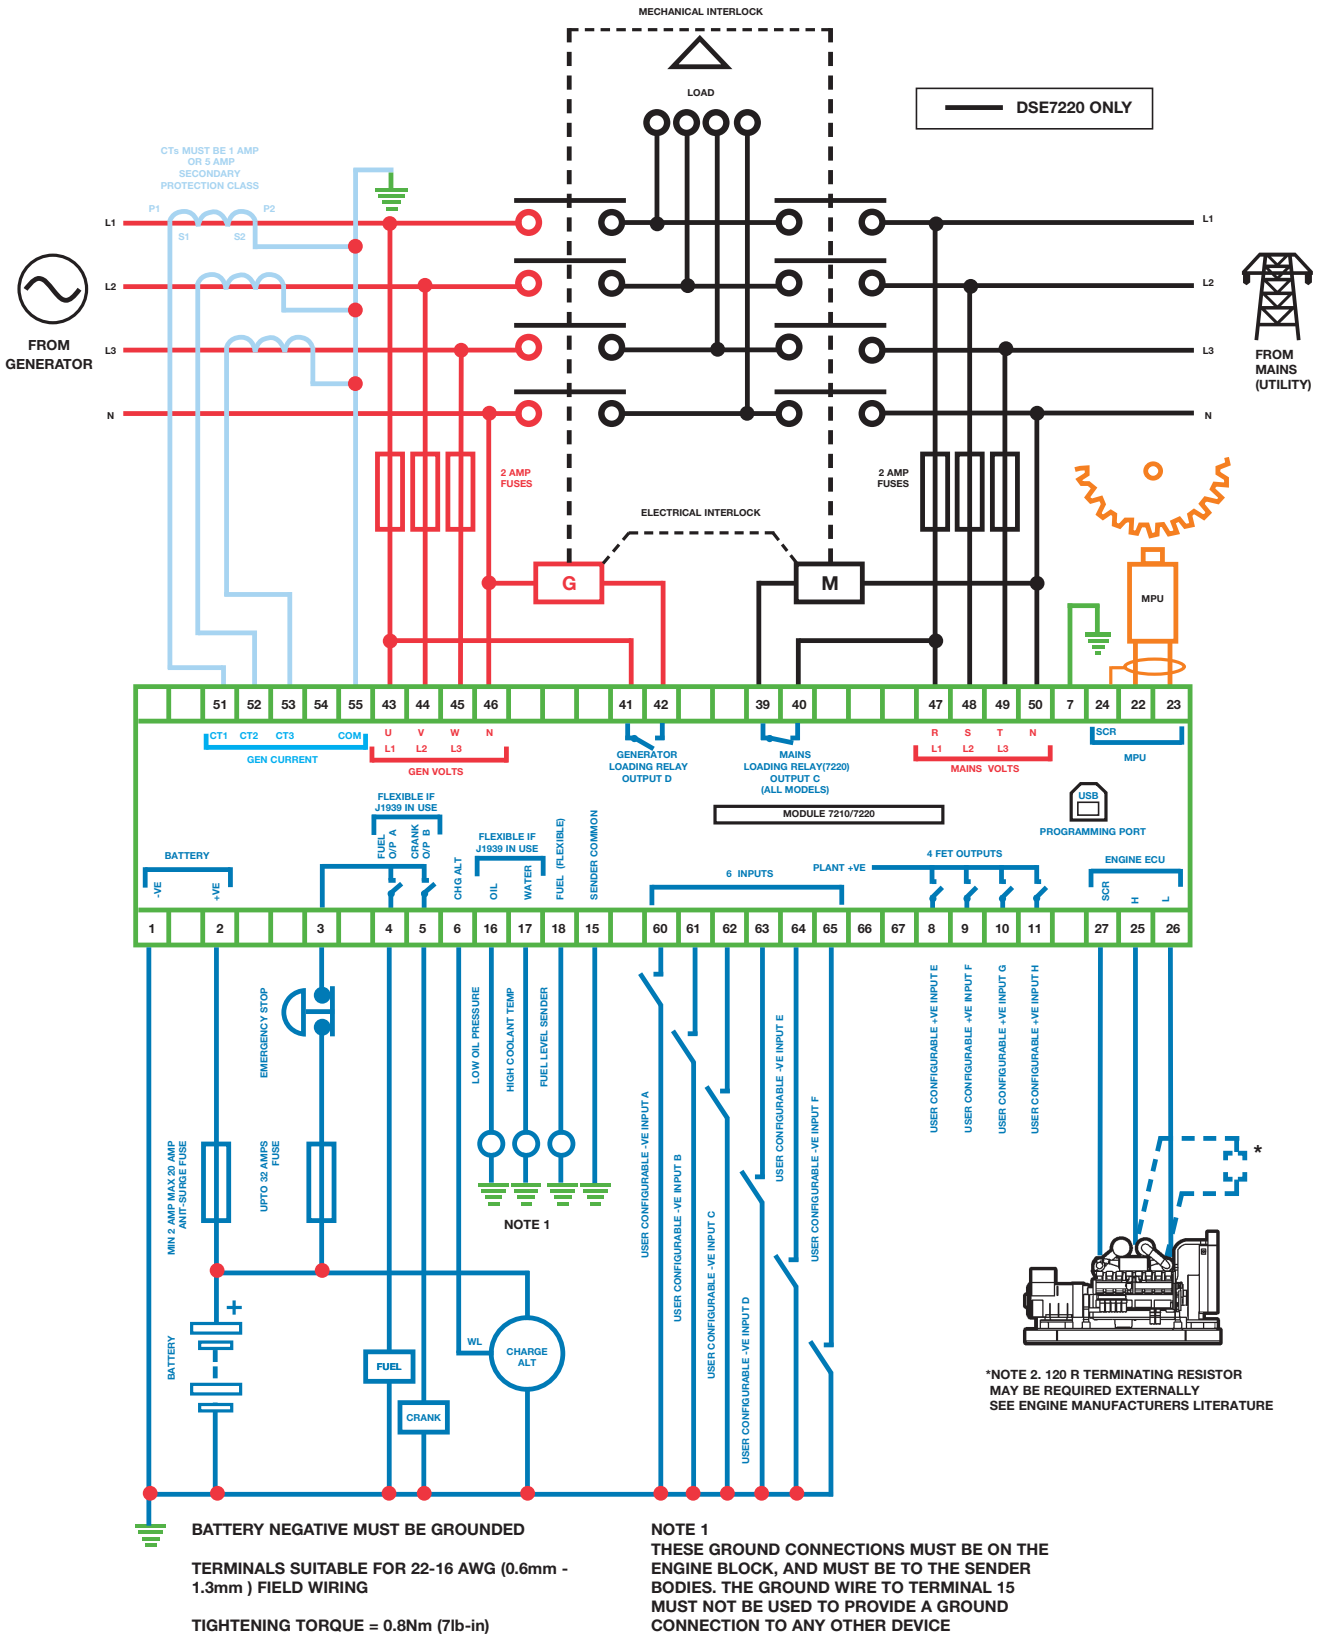 MECHANICAL INTERLOCK
LOAD
DSE7220 ONLY
CTs MUST BE 1 AMP
OR 5 AMP
SECONDARY
PROTECTION CLASS
P1
P2
S1
S2
L1
L2
L3
N
FROM
GENERATOR
L1
L2
L3
N
FROM
MAINS
(UTILITY)
2 AMP
FUSES
2 AMP
FUSES
ELECTRICAL INTERLOCK
G
M
MPU
51 52 53 54 55 43 44 45 46 41 42 39 40 47 48 49 50 7 24 22 23
CT1 CT2 CT3 COM
GEN CURRENT
U V W N
L1 L2 L3
GEN VOLTS
GENERATOR
LOADING RELAY
OUTPUT D
MAINS
LOADING RELAY(7220)
OUTPUT C
(ALL MODELS)
R S T N
L1 L2 L3
MAINS VOLTS
SCR
MPU
MODULE 7210/7220
USB
PROGRAMMING PORT
BATTERY
-VE
+VE
FLEXIBLE IF
J1939 IN USE
FUEL
O/P A
CRANK
O/P B
CHG ALT
FLEXIBLE IF
J1939 IN USE
OIL
WATER
FUEL (FLEXIBLE)
SENDER COMMON
6 INPUTS
PLANT +VE
4 FET OUTPUTS
ENGINE ECU
SCR
H
L
1 2 3 4 5 6 16 17 18 15 60 61 62 63 64 65 66 67 8 9 10 11 27 25 26
EMERGENCY STOP
MIN 2 AMP MAX 20 AMP
ANIT-SURGE FUSE
UPTO 32 AMPS
FUSE
LOW OIL PRESSURE
HIGH COOLANT TEMP
FUEL LEVEL SENDER
NOTE 1
USER CONFIGURABLE -VE INPUT A
USER CONFIGURABLE -VE INPUT B
USER CONFIGURABLE -VE INPUT C
USER CONFIGURABLE -VE INPUT D
USER CONFIGURABLE -VE INPUT E
USER CONFIGURABLE -VE INPUT F
USER CONFIGURABLE +VE INPUT E
USER CONFIGURABLE +VE INPUT F
USER CONFIGURABLE +VE INPUT G
USER CONFIGURABLE +VE INPUT H
*
+
BATTERY
FUEL
CRANK
WL
CHARGE
ALT
*NOTE 2. 120 R TERMINATING RESISTOR
MAY BE REQUIRED EXTERNALLY
SEE ENGINE MANUFACTURERS LITERATURE
BATTERY NEGATIVE MUST BE GROUNDED
TERMINALS SUITABLE FOR 22-16 AWG (0.6mm -
1.3mm ) FIELD WIRING
TIGHTENING TORQUE = 0.8Nm (7lb-in)
NOTE 1
THESE GROUND CONNECTIONS MUST BE ON THE
ENGINE BLOCK, AND MUST BE TO THE SENDER
BODIES. THE GROUND WIRE TO TERMINAL 15
MUST NOT BE USED TO PROVIDE A GROUND
CONNECTION TO ANY OTHER DEVICE